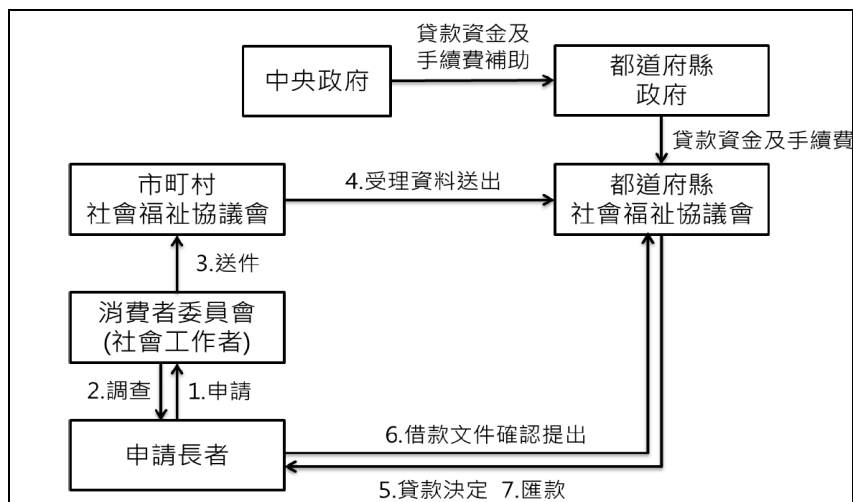 貸款資金及
手續費補助
中央政府
都道府縣
政府
貸款資金及手續費
市町村
社會福祉協議會
4.受理資料送出
都道府縣
社會福祉協議會
3.送件
消費者委員會
(社會工作者)
2.調查
1.申請
申請長者
6.借款文件確認提出
5.貸款決定 7.匯款